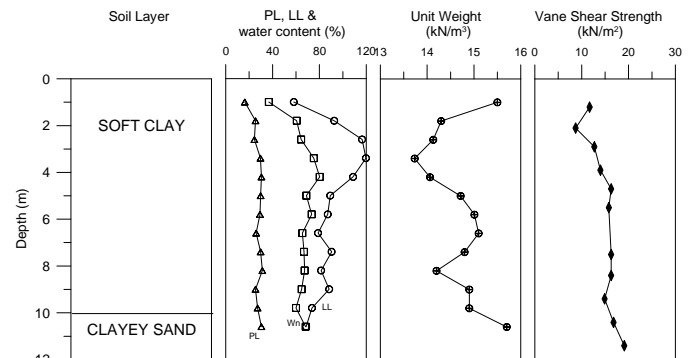 Soil Layer
PL, LL &
water content (%)
Unit Weight
(kN/m³)
Vane Shear Strength
(kN/m²)
0 40 80 120
13 14 15 16
0 10 20 30
0
2
4
6
8
10
12
Depth (m)
SOFT CLAY
CLAYEY SAND
PL
Wn
LL